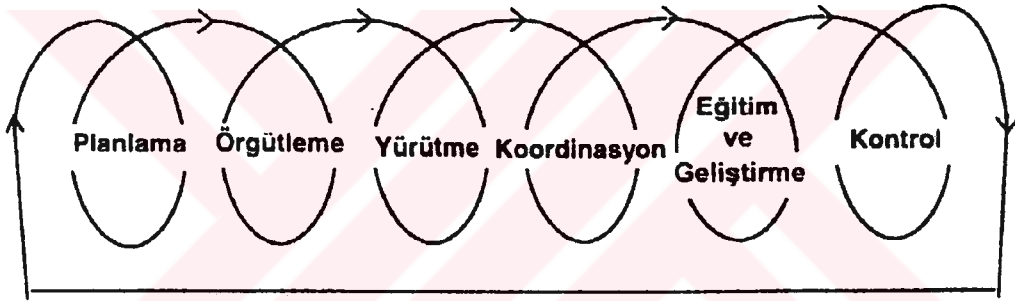 Planlama
Örgütleme
Yürütme
Koordinasyon
Eğitim
ve
Geliştirme
Kontrol